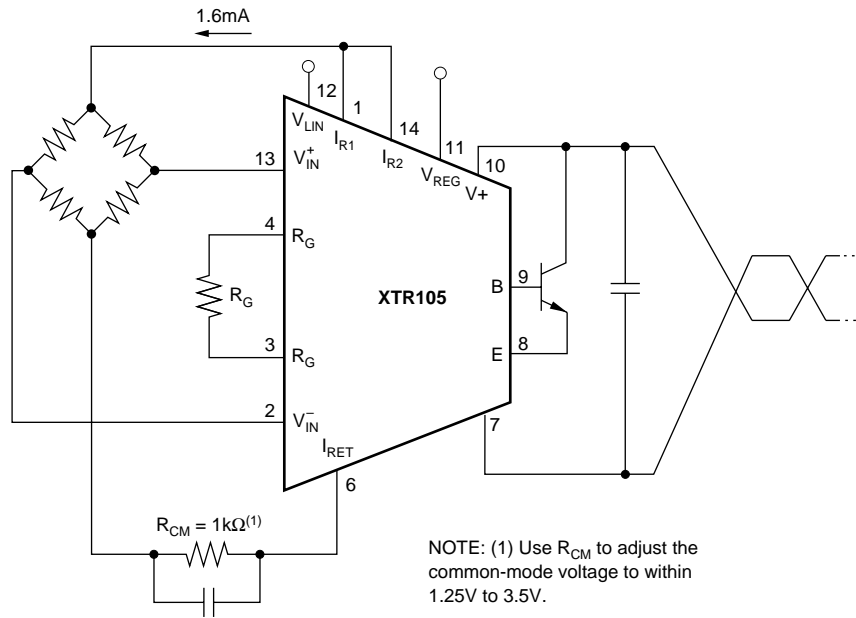 1.6mA
12
1
14
11
10
V_LIN
I_R1
I_R2
V_REG
V+
13
V_IN^+
4
R_G
R_G
XTR105
B
9
E
8
3
R_G
2
V_IN^−
I_RET
7
6
R_CM = 1kΩ(1)
NOTE: (1) Use R_CM to adjust the
common-mode voltage to within
1.25V to 3.5V.